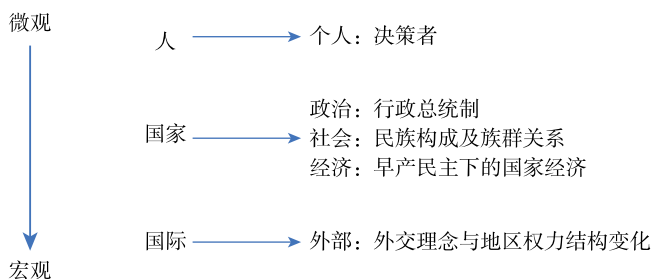 微观
人
个人：决策者
国家
政治：行政总统制
社会：民族构成及族群关系
经济：早产民主下的国家经济
国际
外部：外交理念与地区权力结构变化
宏观